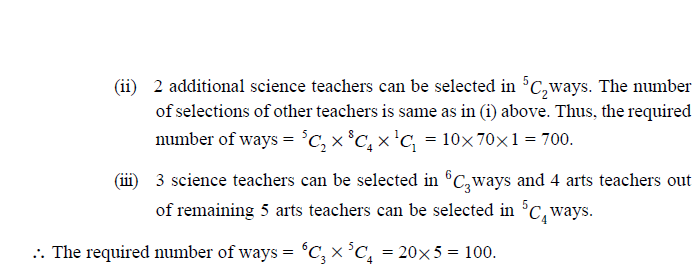 (ii) 2 additional science teachers can be selected in ⁵C₂ ways. The number
of selections of other teachers is same as in (i) above. Thus, the required
number of ways = ⁵C₂ × ⁸C₄ × ¹C₁ = 10×70×1 = 700.
(iii) 3 science teachers can be selected in ⁶C₃ ways and 4 arts teachers out
of remaining 5 arts teachers can be selected in ⁵C₄ ways.
∴ The required number of ways = ⁶C₃ × ⁵C₄ = 20×5 = 100.